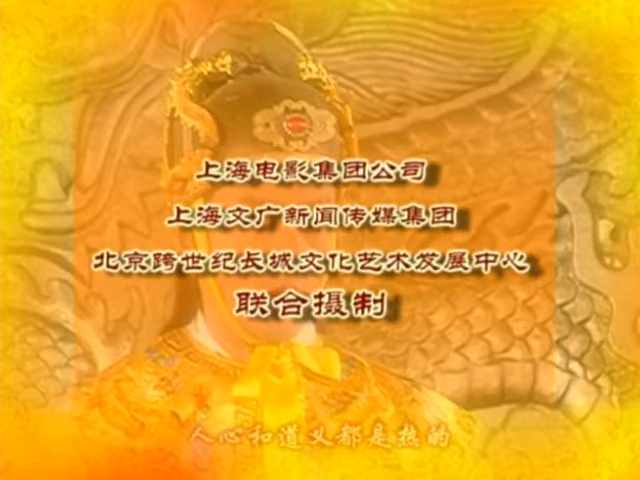 上海电影集团公司
上海文广新闻传媒集团
北京跨世纪长城文化艺术发展中心
联合摄制
人心和道义都是热的